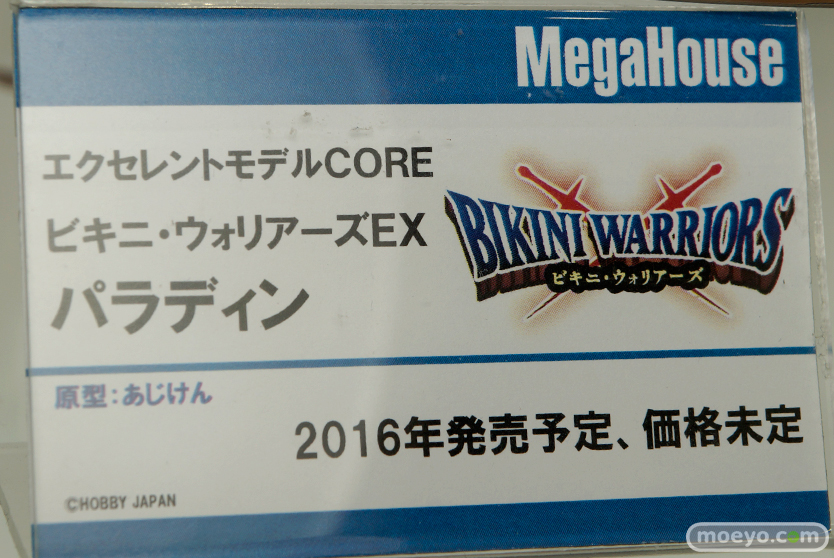 MegaHouse
エクセレントモデルCORE
ビキニ・ウォリアーズEX
パラディン
BIKINI WARRIORS
ビキニ・ウォリアーズ
原型:あじけん
2016年発売予定、価格未定
©HOBBY JAPAN
moeyo.com